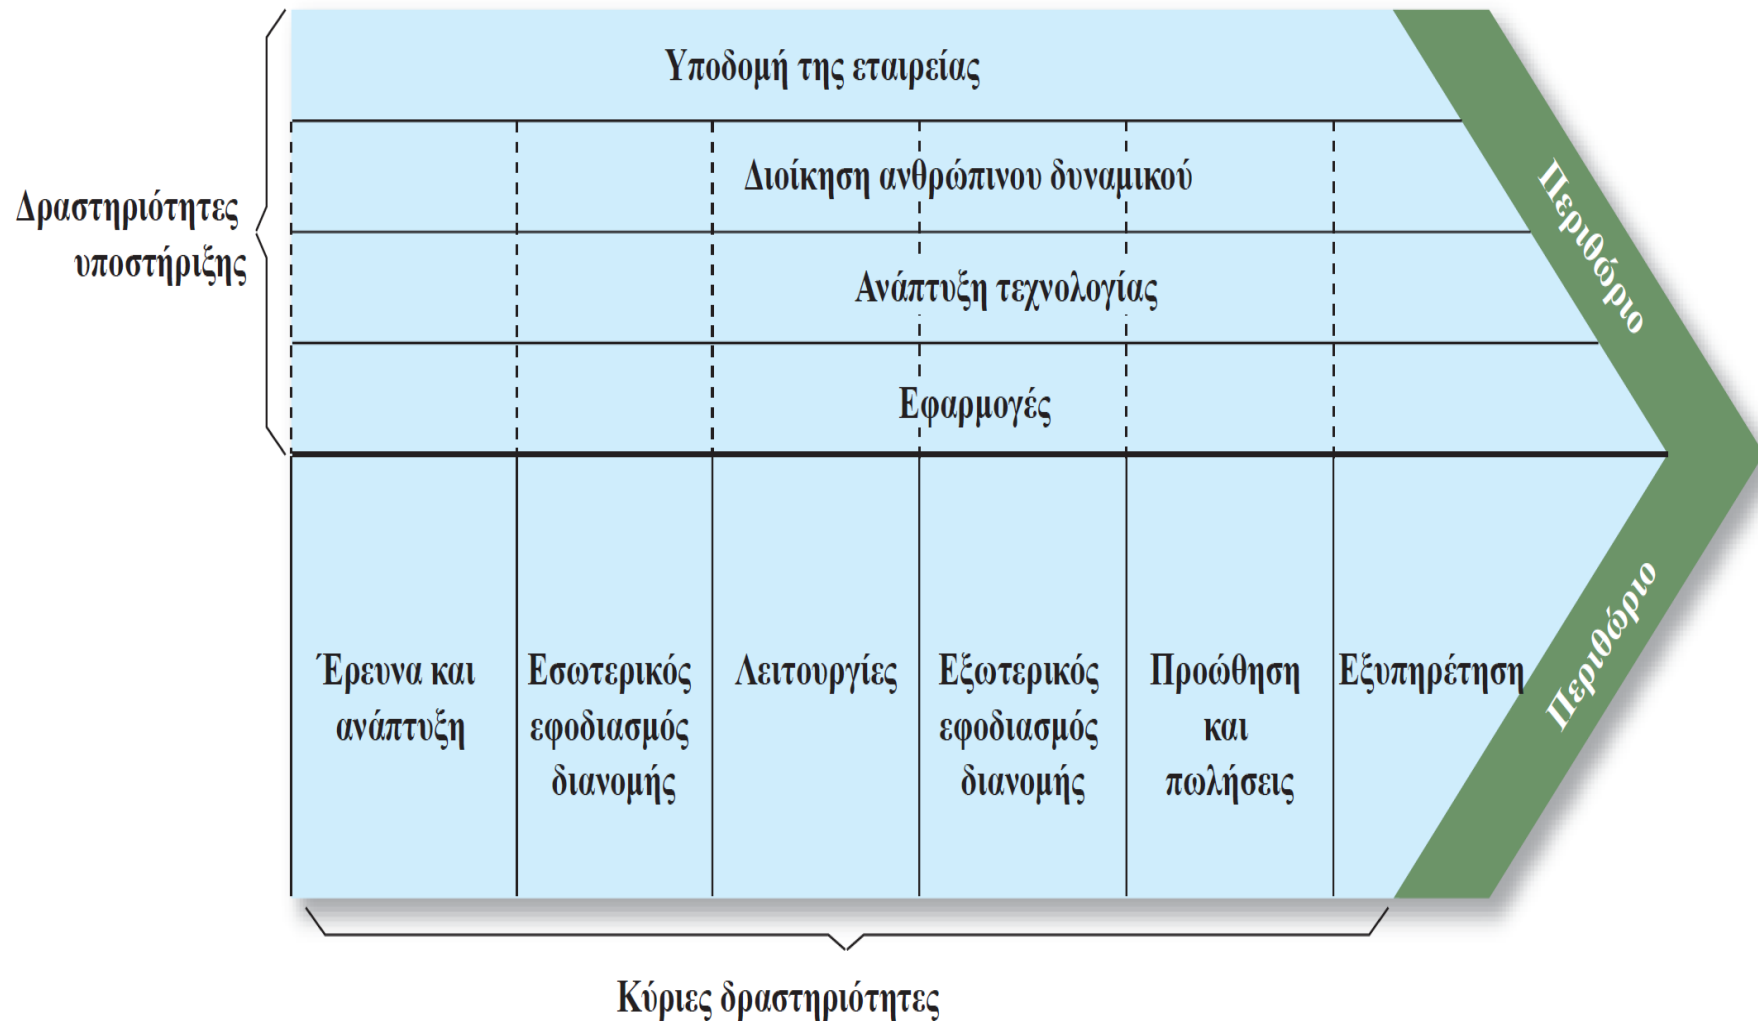 Υποδομή της εταιρείας
Διοίκηση ανθρώπινου δυναμικού
Ανάπτυξη τεχνολογίας
Εφαρμογές
Δραστηριότητες
υποστήριξης
Περιθώριο
Περιθώριο
Έρευνα και
ανάπτυξη
Εσωτερικός
εφοδιασμός
διανομής
Λειτουργίες
Εξωτερικός
εφοδιασμός
διανομής
Προώθηση
και
πωλήσεις
Εξυπηρέτηση
Κύριες δραστηριότητες